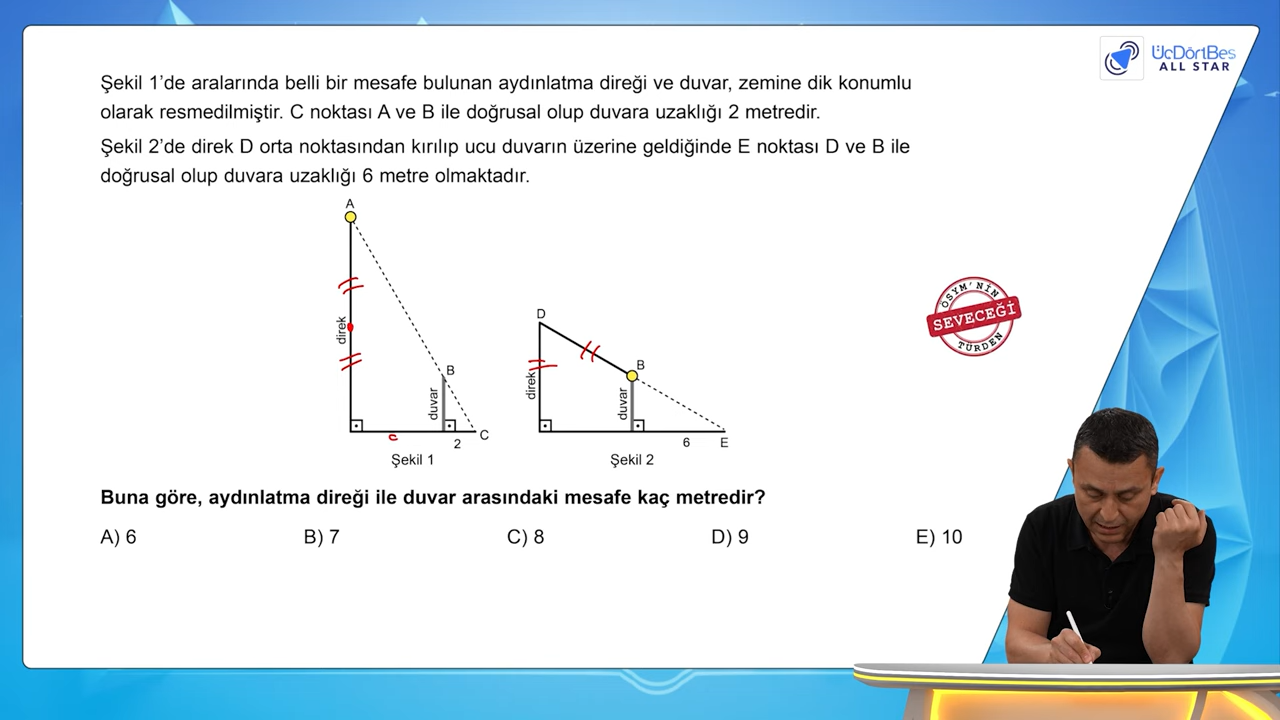 ÜçDörtBeş
ALL STAR
Şekil 1’de aralarında belli bir mesafe bulunan aydınlatma direği ve duvar, zemine dik konumlu
olarak resmedilmiştir. C noktası A ve B ile doğrusal olup duvara uzaklığı 2 metredir.
Şekil 2’de direk D orta noktasından kırılıp ucu duvarın üzerine geldiğinde E noktası D ve B ile
doğrusal olup duvara uzaklığı 6 metre olmaktadır.
A
direk
B
duvar
2
C
Şekil 1
D
direk
B
duvar
6
E
Şekil 2
ÖSYM’NİN
SEVECEĞİ
TÜRDEN
Buna göre, aydınlatma direği ile duvar arasındaki mesafe kaç metredir?
A) 6 B) 7 C) 8 D) 9 E) 10